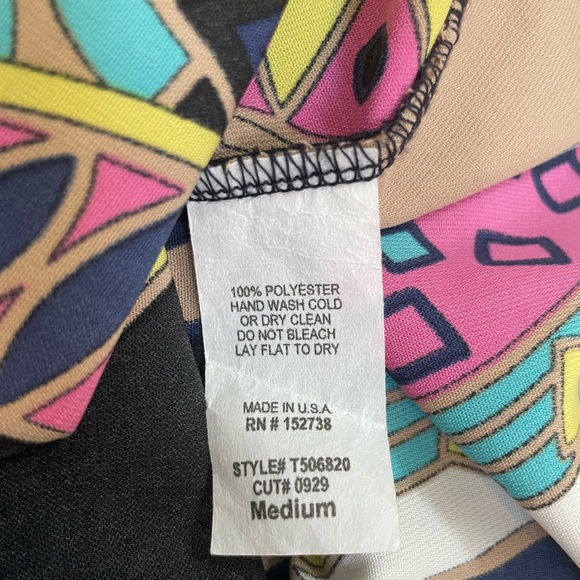 100% POLYESTER
HAND WASH COLD
OR DRY CLEAN
DO NOT BLEACH
LAY FLAT TO DRY
MADE IN U.S.A.
RN # 152738
STYLE# T506820
CUT# 0929
Medium